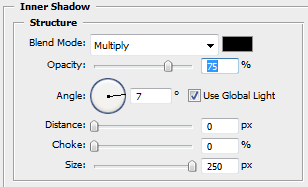 Inner Shadow
Structure
Blend Mode: Multiply
Opacity: 75 %
Angle: 7 ° Use Global Light
Distance: 0 px
Choke: 0 %
Size: 250 px